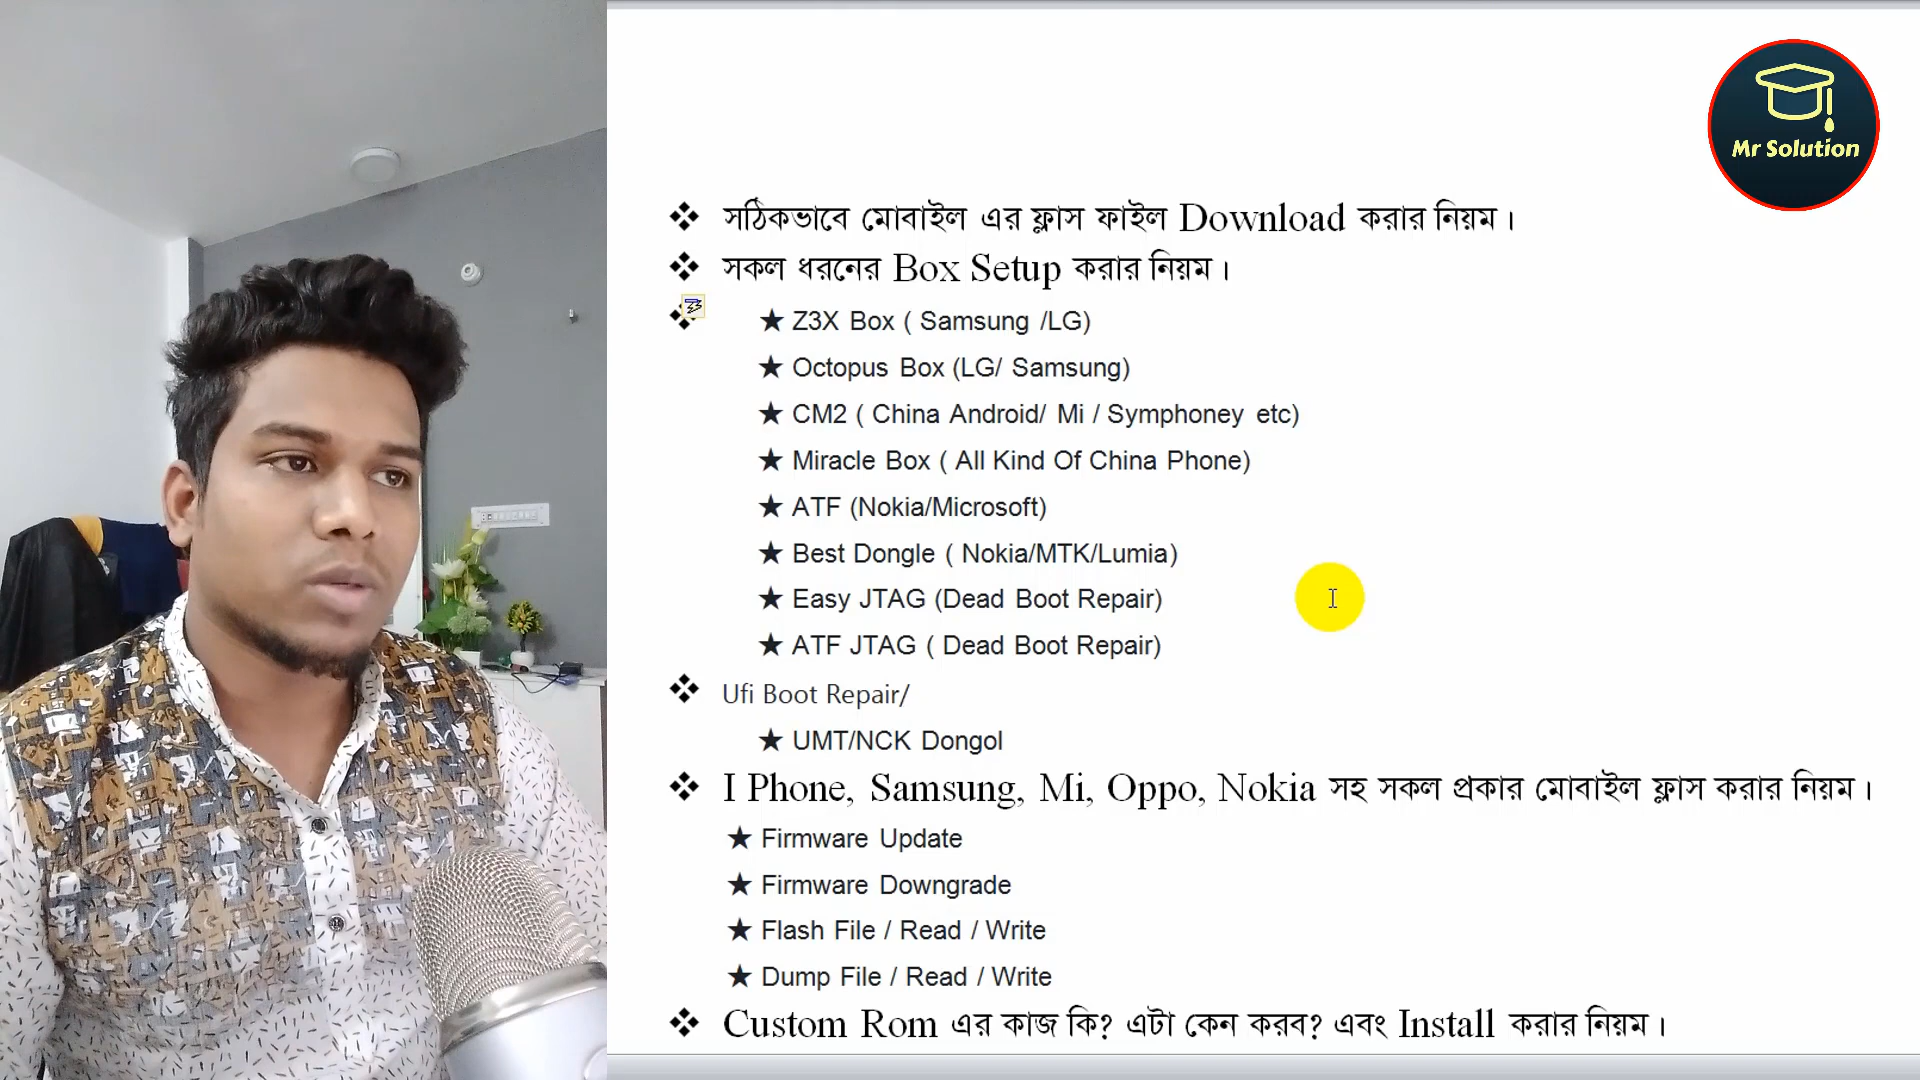 Mr Solution
❖ সঠিকভাবে মোবাইল এর ফ্লাস ফাইল Download করার নিয়ম।
❖ সকল ধরনের Box Setup করার নিয়ম।
❖ ★ Z3X Box ( Samsung /LG)
★ Octopus Box (LG/ Samsung)
★ CM2 ( China Android/ Mi / Symphoney etc)
★ Miracle Box ( All Kind Of China Phone)
★ ATF (Nokia/Microsoft)
★ Best Dongle ( Nokia/MTK/Lumia)
★ Easy JTAG (Dead Boot Repair)
★ ATF JTAG ( Dead Boot Repair)
❖ Ufi Boot Repair/
★ UMT/NCK Dongol
❖ I Phone, Samsung, Mi, Oppo, Nokia সহ সকল প্রকার মোবাইল ফ্লাস করার নিয়ম।
★ Firmware Update
★ Firmware Downgrade
★ Flash File / Read / Write
★ Dump File / Read / Write
❖ Custom Rom এর কাজ কি? এটা কেন করব? এবং Install করার নিয়ম।